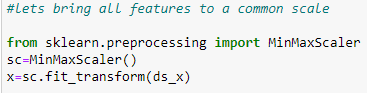 #lets bring all features to a common scale
from sklearn.preprocessing import MinMaxScaler
sc=MinMaxScaler()
x=sc.fit_transform(ds_x)